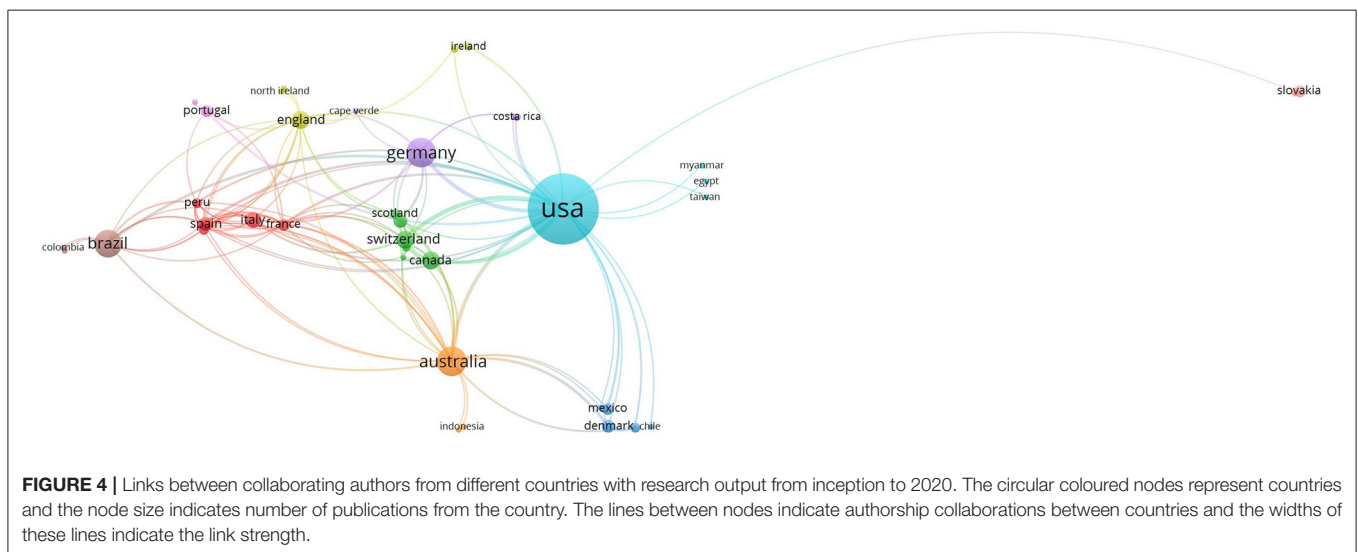 ireland
slovakia
north ireland
portugal
cape verde
england
costa rica
germany
myanmar
egypt
taiwan
peru
usa
scotland
spain
italy
france
switzerland
colombia
brazil
canada
australia
mexico
denmark
chile
indonesia
FIGURE 4 | Links between collaborating authors from different countries with research output from inception to 2020. The circular coloured nodes represent countries
and the node size indicates number of publications from the country. The lines between nodes indicate authorship collaborations between countries and the widths of
these lines indicate the link strength.